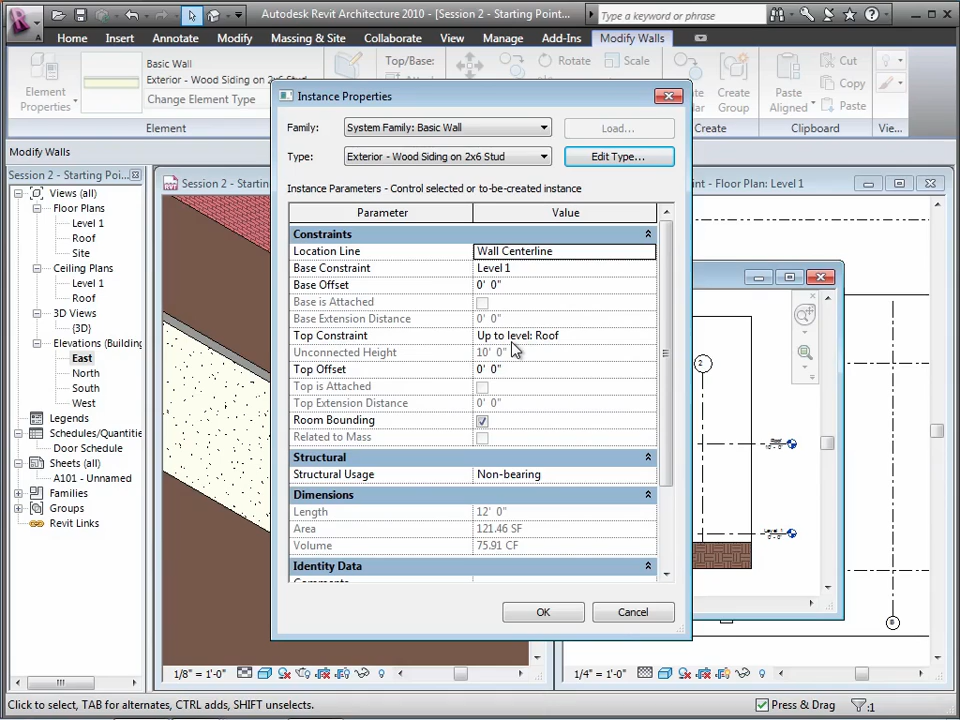 Autodesk Revit Architecture 2010 - [Session 2 - Starting Point...
Type a keyword or phrase
Home Insert Annotate Modify Massing & Site Collaborate View Manage Add-Ins Modify Walls
Element
Properties
Basic Wall
Exterior - Wood Siding on 2x6 Stud
Change Element Type
Element
Top/Base:
Rotate
Scale
Create
Group
Create
Paste
Aligned
Cut
Copy
Paste
Clipboard
Vie...
Modify Walls
Session 2 - Starting Poi...
Views (all)
Floor Plans
Level 1
Roof
Site
Ceiling Plans
Level 1
Roof
3D Views
{3D}
Elevations (Building
East
North
South
West
Legends
Schedules/Quantitie
Door Schedule
Sheets (all)
A101 - Unnamed
Families
Groups
Revit Links
Session 2 - Starting Po
int - Floor Plan: Level 1
Instance Properties
Family:
System Family: Basic Wall
Load...
Type:
Exterior - Wood Siding on 2x6 Stud
Edit Type...
Instance Parameters - Control selected or to-be-created instance
Parameter Value
Constraints
Location Line Wall Centerline
Base Constraint Level 1
Base Offset 0' 0"
Base is Attached
Base Extension Distance 0' 0"
Top Constraint Up to level: Roof
Unconnected Height 10' 0"
Top Offset 0' 0"
Top is Attached
Top Extension Distance 0' 0"
Room Bounding
Related to Mass
Structural
Structural Usage Non-bearing
Dimensions
Length 12' 0"
Area 121.46 SF
Volume 75.91 CF
Identity Data
Comments
OK Cancel
2
B
1/8" = 1'-0"
1/4" = 1'-0"
Click to select, TAB for alternates, CTRL adds, SHIFT unselects.
Press & Drag
:1